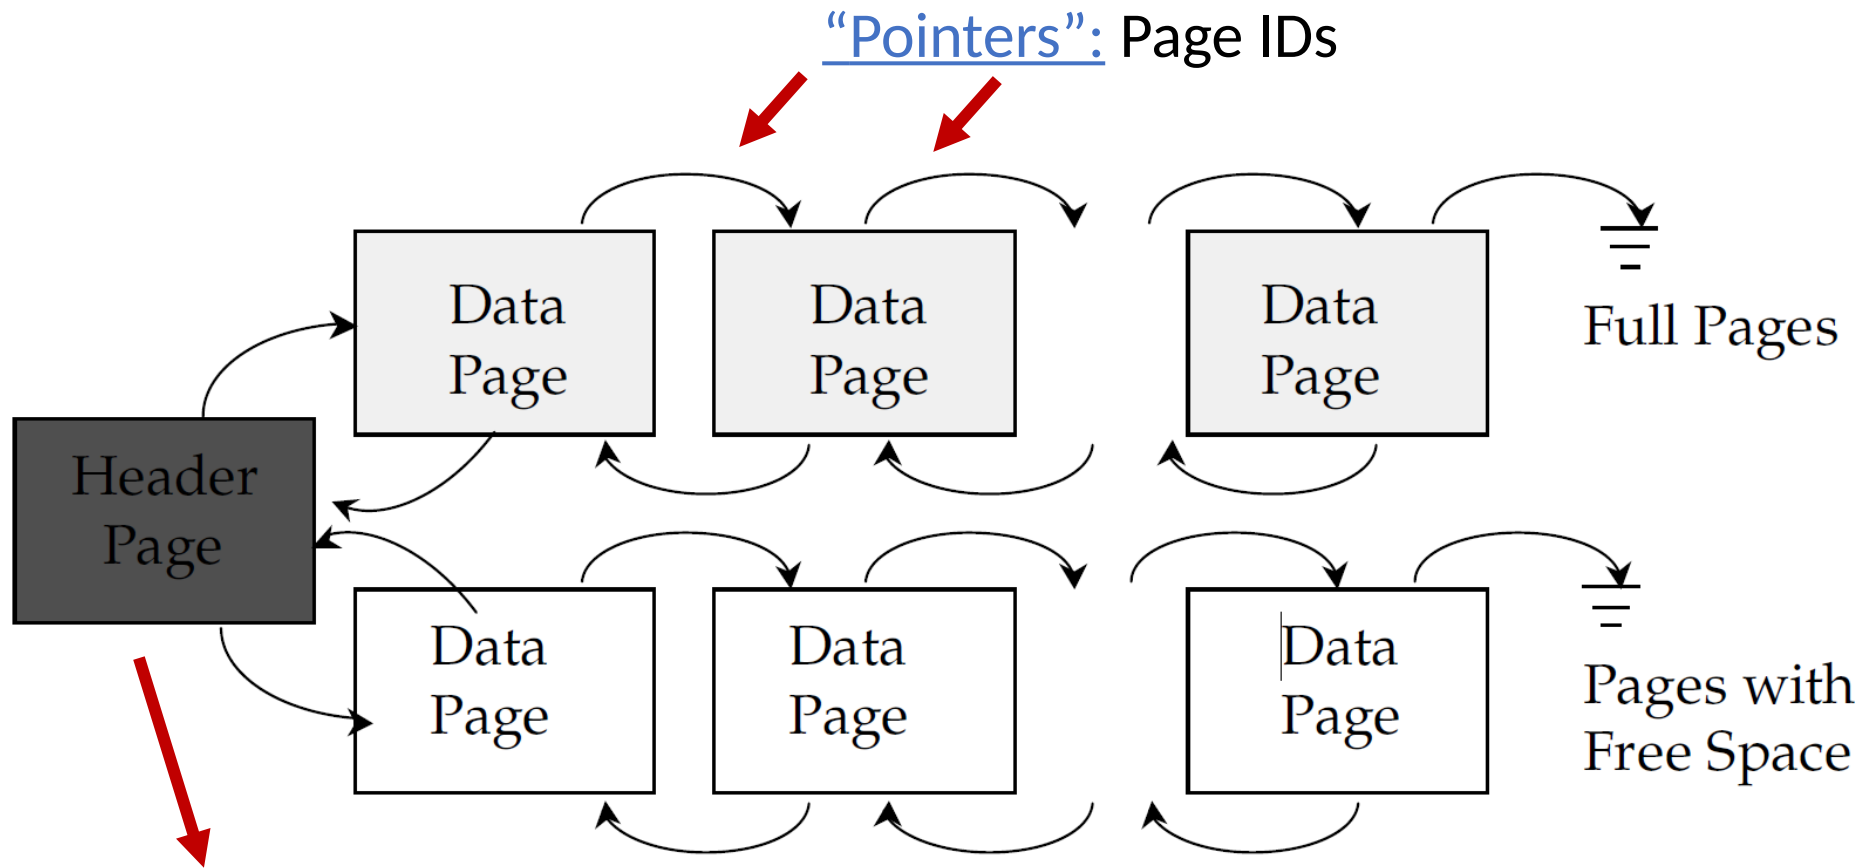 “Pointers”: Page IDs
Data
Page
Data
Page
Data
Page
Full Pages
Header
Page
Data
Page
Data
Page
Data
Page
Pages with
Free Space